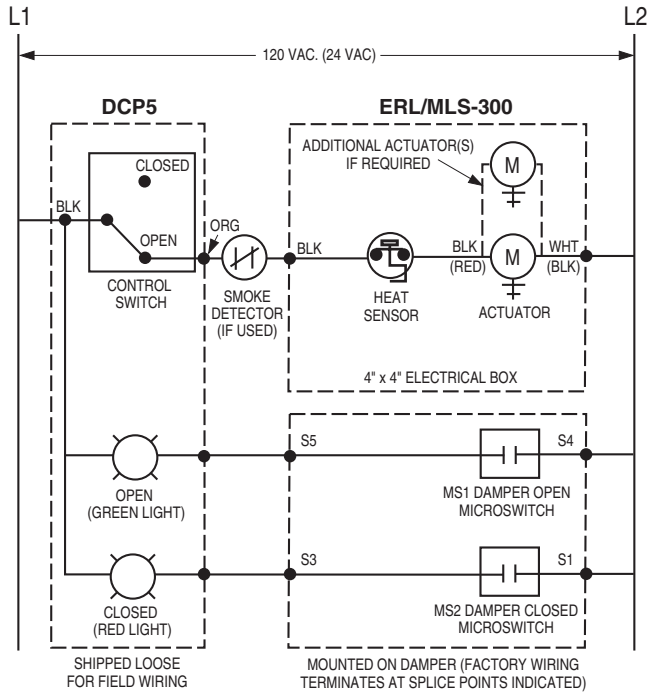 L1
L2
120 VAC. (24 VAC)
DCP5
ERL/MLS-300
ADDITIONAL ACTUATOR(S)
IF REQUIRED
M
CLOSED
BLK
OPEN
ORG
BLK
BLK
(RED)
M
WHT
(BLK)
CONTROL
SWITCH
SMOKE
DETECTOR
(IF USED)
HEAT
SENSOR
ACTUATOR
4" x 4" ELECTRICAL BOX
S5
S4
OPEN
(GREEN LIGHT)
MS1 DAMPER OPEN
MICROSWITCH
S3
S1
CLOSED
(RED LIGHT)
MS2 DAMPER CLOSED
MICROSWITCH
SHIPPED LOOSE
FOR FIELD WIRING
MOUNTED ON DAMPER (FACTORY WIRING
TERMINATES AT SPLICE POINTS INDICATED)